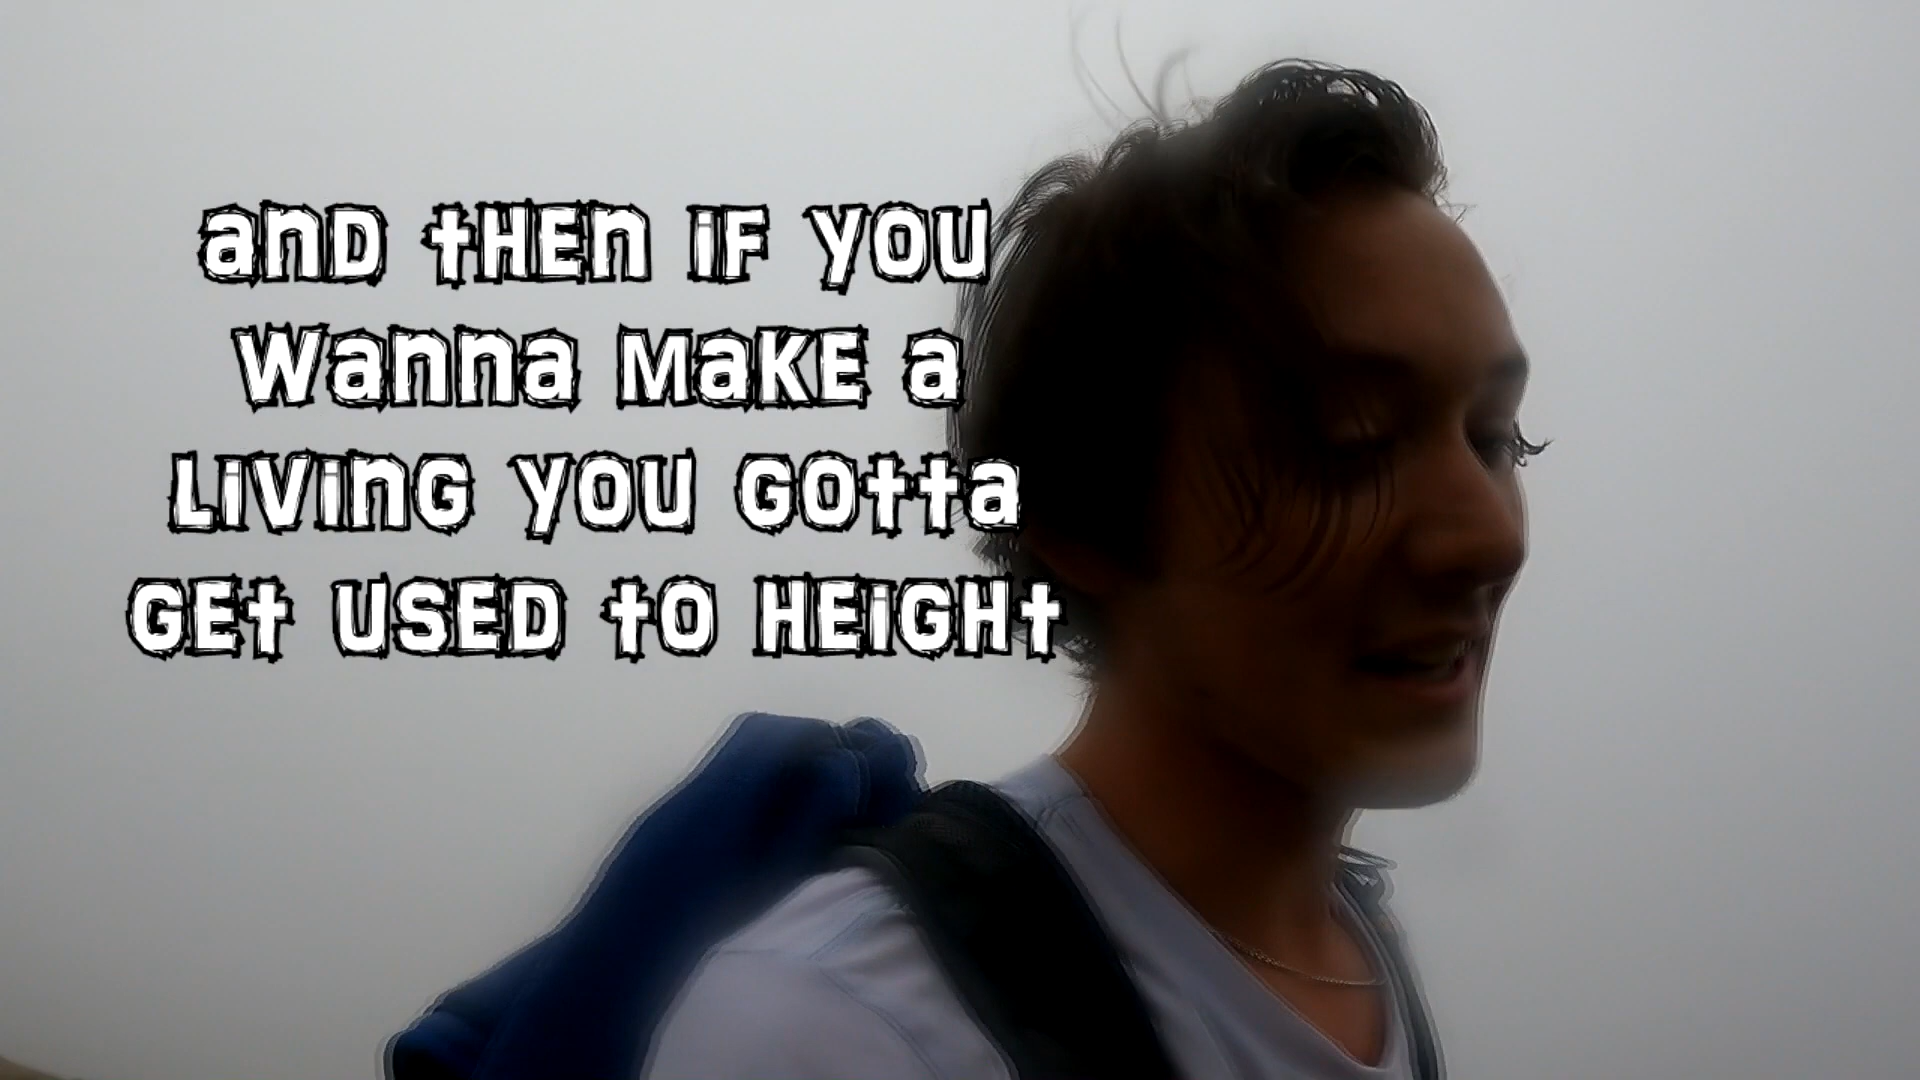 and then if you
wanna make a
living you gotta
get used to height